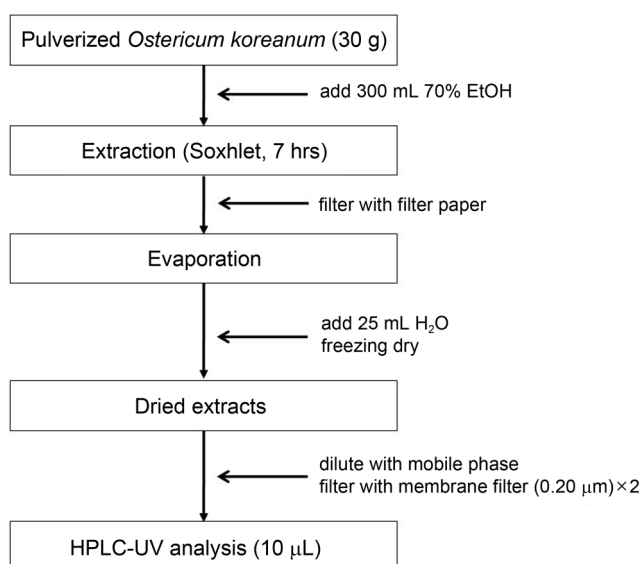 Pulverized Ostericum koreanum (30 g)
add 300 mL 70% EtOH
Extraction (Soxhlet, 7 hrs)
filter with filter paper
Evaporation
add 25 mL H₂O
freezing dry
Dried extracts
dilute with mobile phase
filter with membrane filter (0.20 μm)×2
HPLC-UV analysis (10 μL)